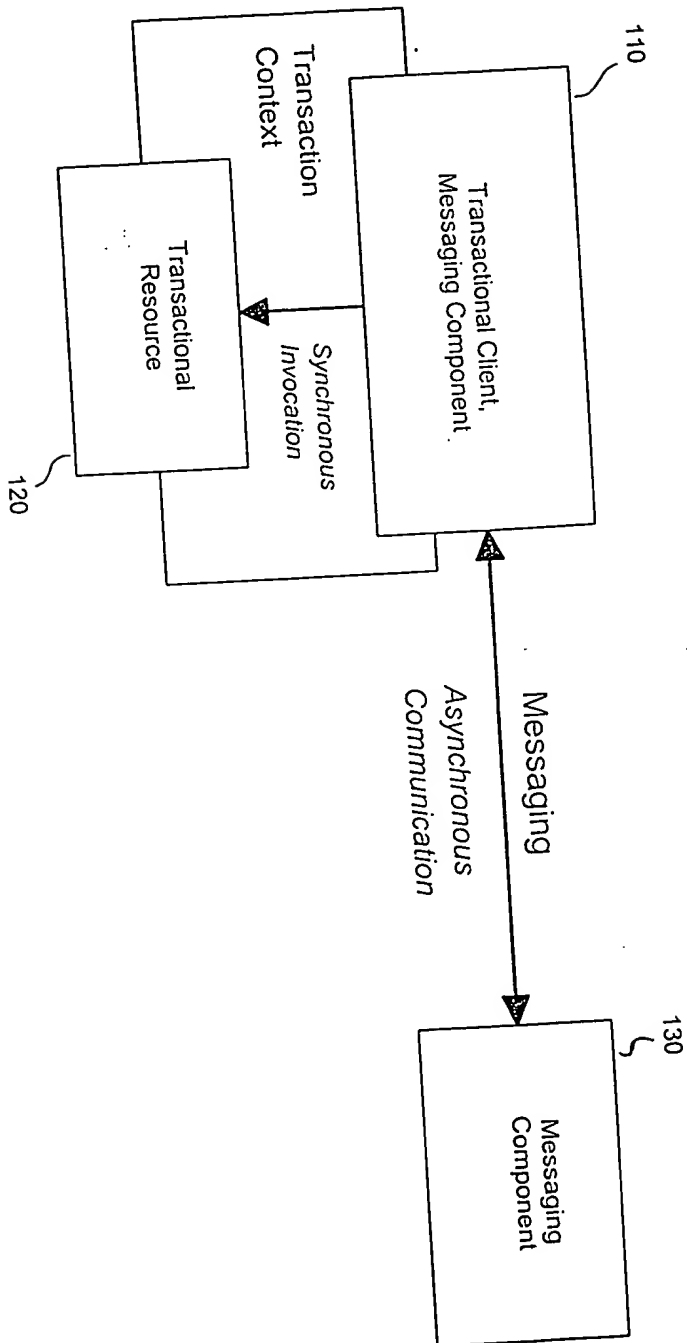 110
Transactional Client,
Messaging Component
Messaging
Asynchronous
Communication
130
Messaging
Component
Transaction
Context
Synchronous
Invocation
Transactional
Resource
120